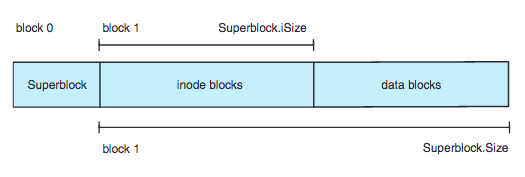 block 0
block 1
Superblock.iSize
Superblock
inode blocks
data blocks
block 1
Superblock.Size